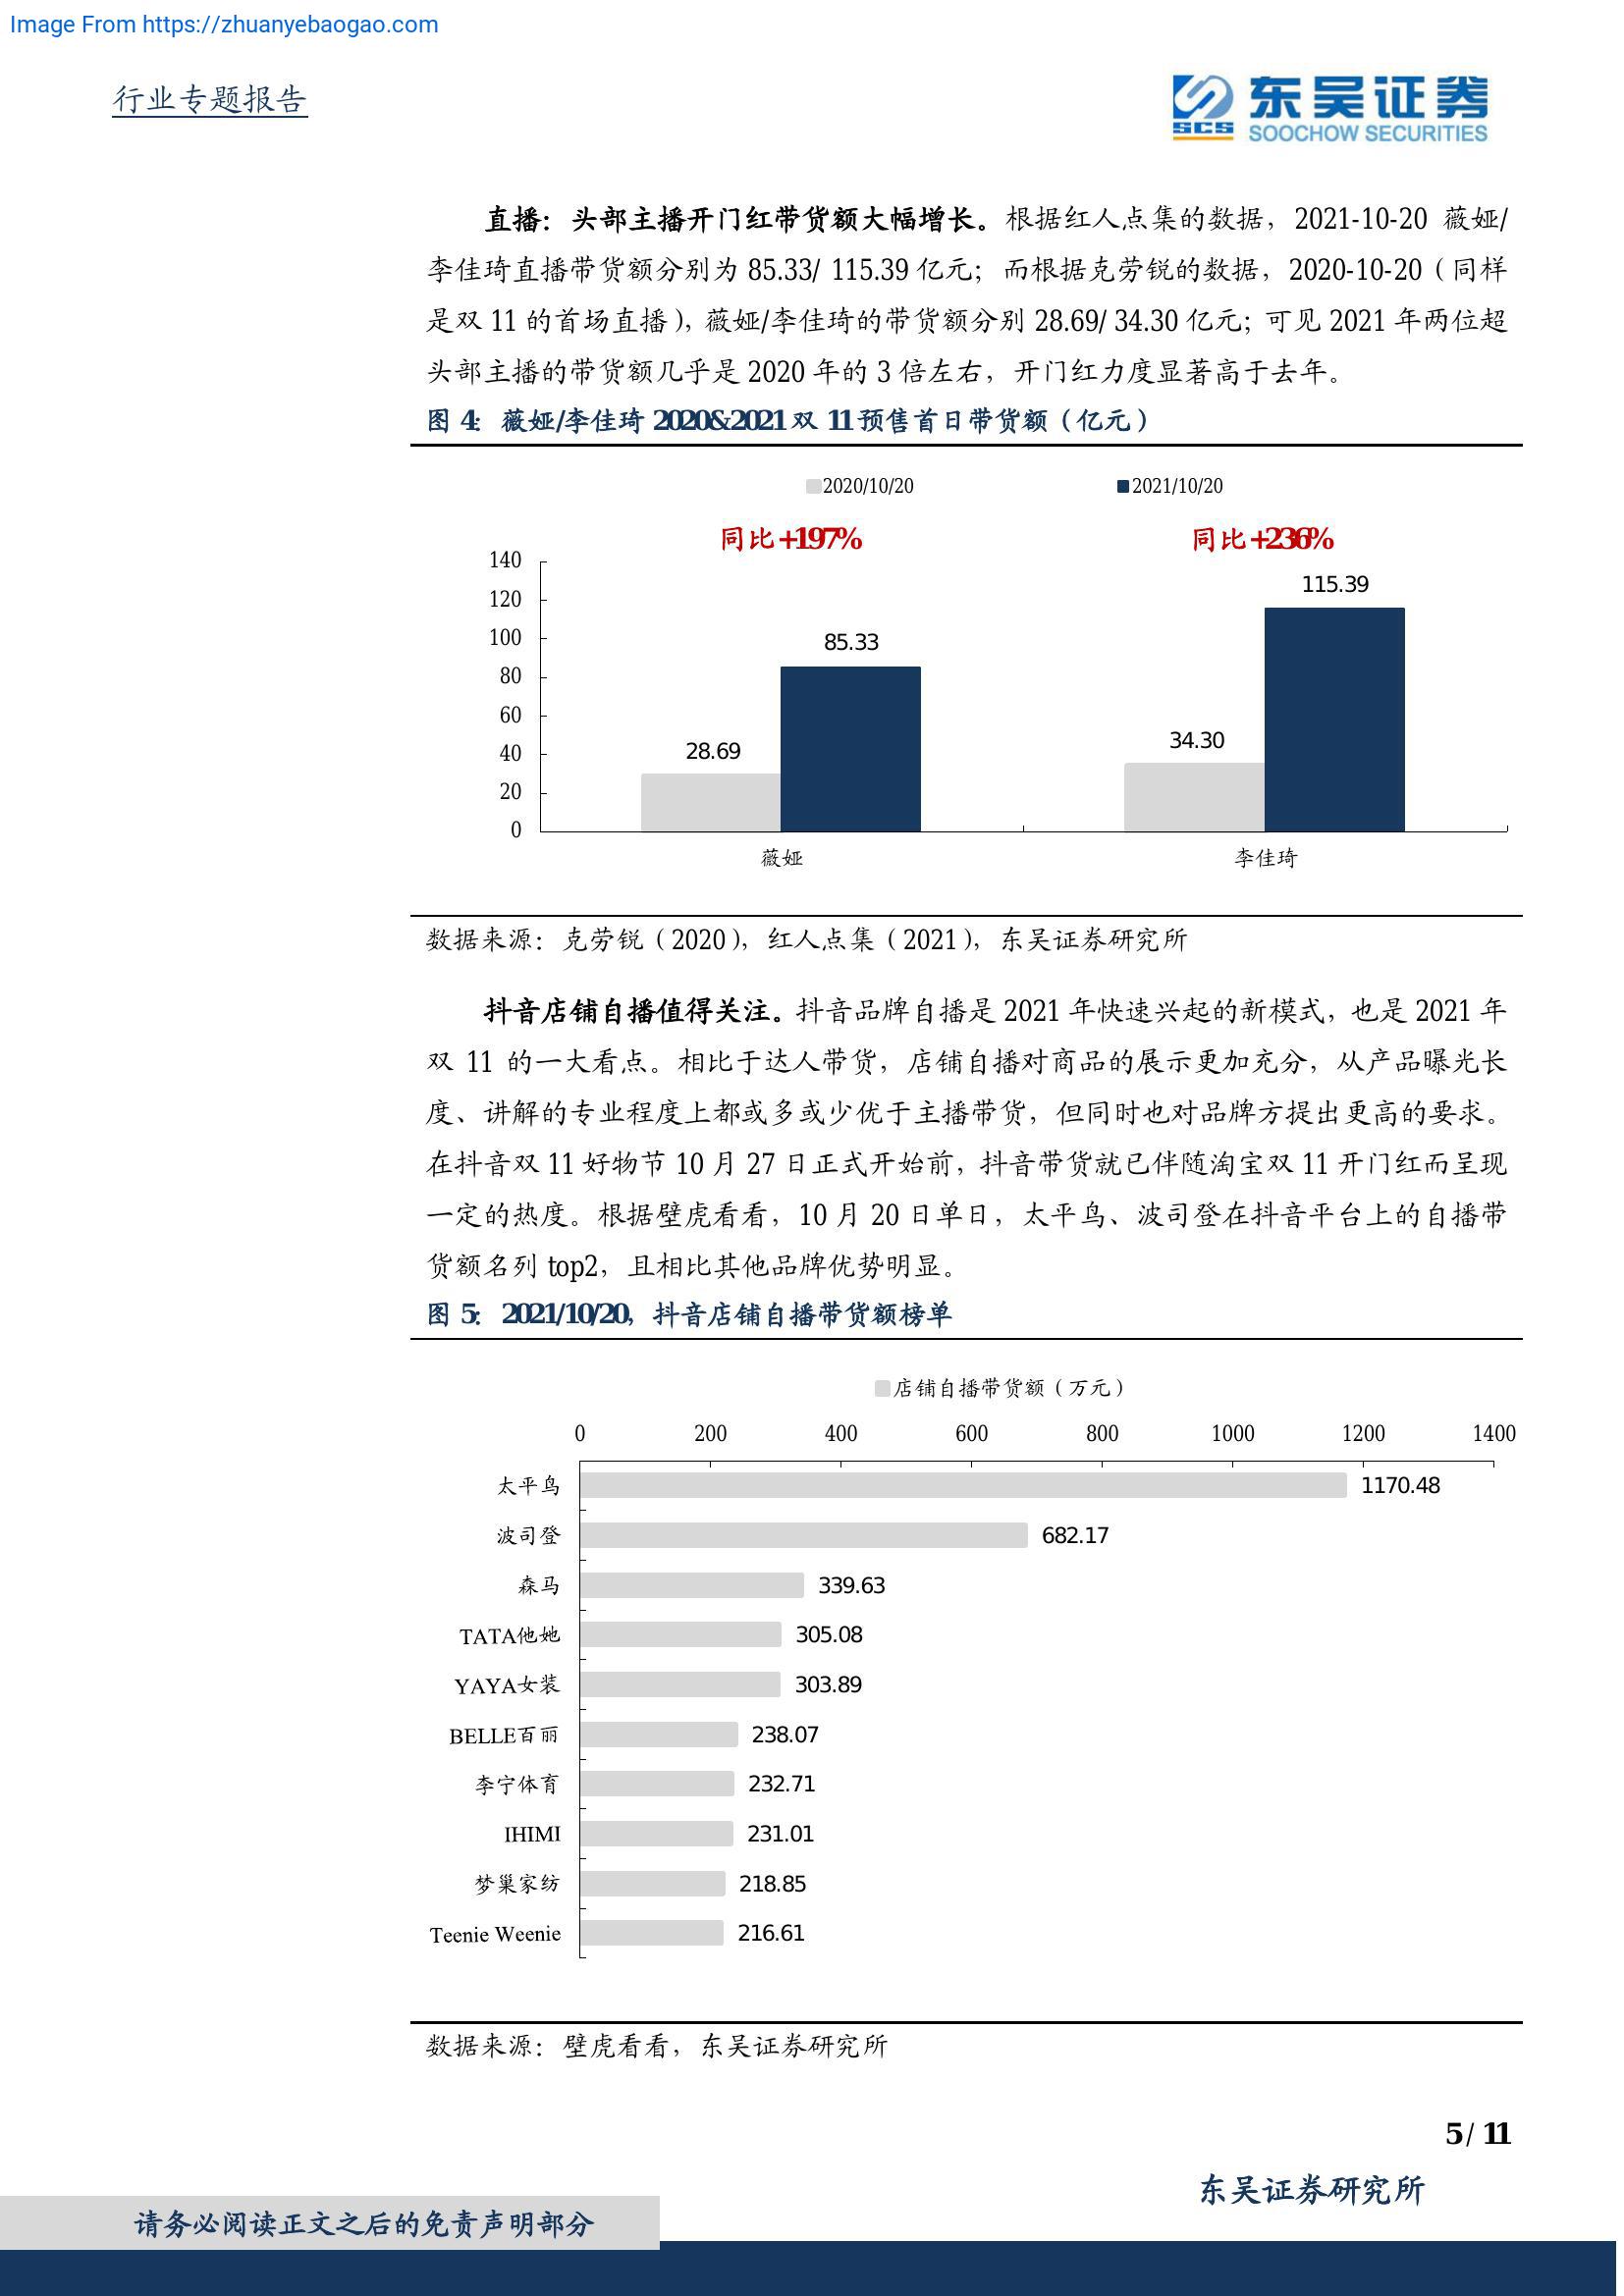 Image From https://zhuanyebaogao.com
行业专题报告
SCS 东吴证券
SOOCHOW SECURITIES
直播：头部主播开门红带货额大幅增长。根据红人点集的数据，2021-10-20 薇娅/
李佳琦直播带货额分别为 85.33/ 115.39 亿元；而根据克劳锐的数据，2020-10-20（同样
是双 11 的首场直播），薇娅/李佳琦的带货额分别 28.69/ 34.30 亿元；可见 2021 年两位超
头部主播的带货额几乎是 2020 年的 3 倍左右，开门红力度显著高于去年。
图 4：薇娅/李佳琦 2020&2021 双 11 预售首日带货额（亿元）
2020/10/20 2021/10/20
同比+197% 同比+236%
140
120
100
80
60
40
20
0
115.39
85.33
34.30
28.69
薇娅 李佳琦
数据来源：克劳锐（2020），红人点集（2021），东吴证券研究所
抖音店铺自播值得关注。抖音品牌自播是 2021 年快速兴起的新模式，也是 2021 年
双 11 的一大看点。相比于达人带货，店铺自播对商品的展示更加充分，从产品曝光长
度、讲解的专业程度上都或多或少优于主播带货，但同时也对品牌方提出更高的要求。
在抖音双 11 好物节 10 月 27 日正式开始前，抖音带货就已伴随淘宝双 11 开门红而呈现
一定的热度。根据壁虎看看，10 月 20 日单日，太平鸟、波司登在抖音平台上的自播带
货额名列 top2，且相比其他品牌优势明显。
图 5：2021/10/20，抖音店铺自播带货额榜单
店铺自播带货额（万元）
0 200 400 600 800 1000 1200 1400
太平鸟 1170.48
波司登 682.17
森马 339.63
TATA他她 305.08
YAYA女装 303.89
BELLE百丽 238.07
李宁体育 232.71
IHIMI 231.01
梦巢家纺 218.85
Teenie Weenie 216.61
数据来源：壁虎看看，东吴证券研究所
5 / 11
东吴证券研究所
请务必阅读正文之后的免责声明部分